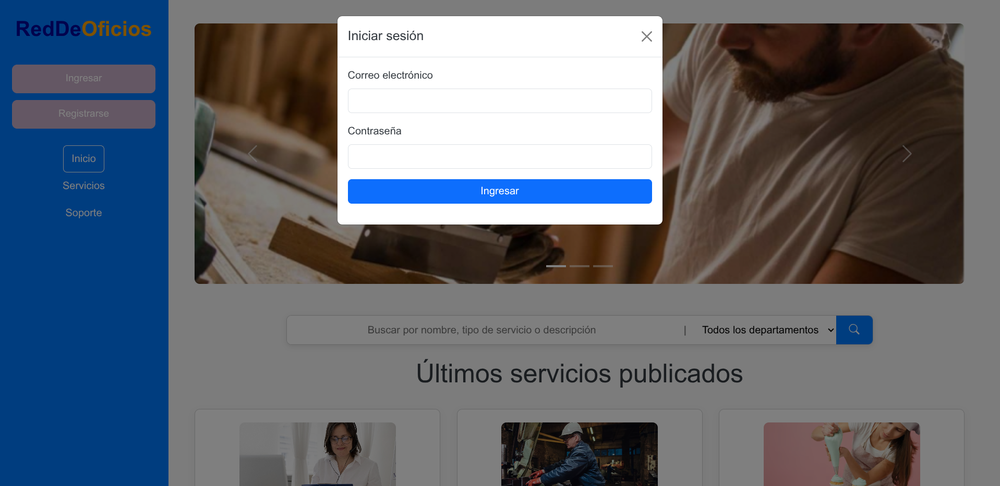 RedDeOficios
Ingresar
Registrarse
Inicio
Servicios
Soporte
Iniciar sesión
Correo electrónico
Contraseña
Ingresar
Buscar por nombre, tipo de servicio o descripción | Todos los departamentos
Últimos servicios publicados